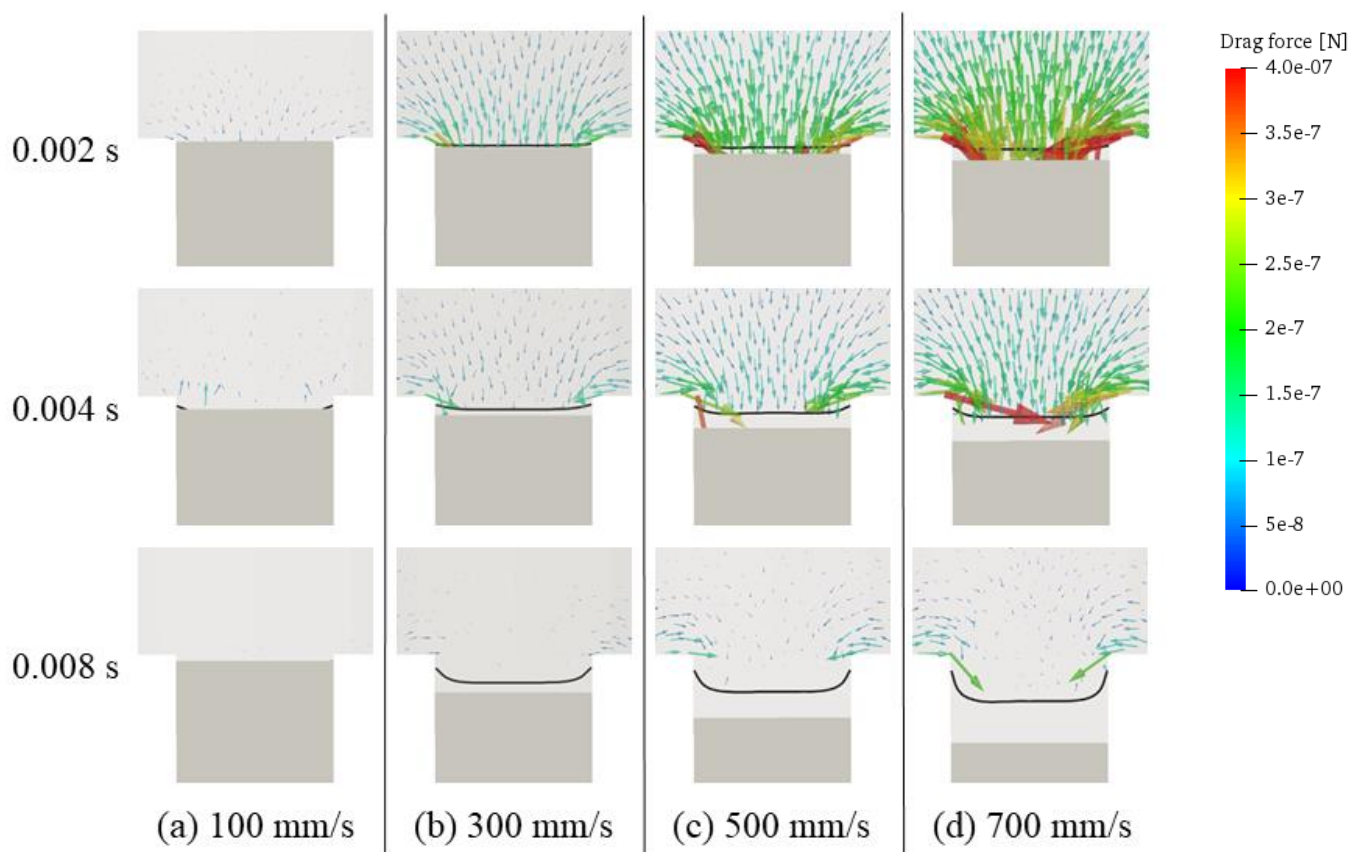 Drag force [N]
4.0e-07
3.5e-7
3e-7
2.5e-7
2e-7
1.5e-7
1e-7
5e-8
0.0e+00
0.002 s
0.004 s
0.008 s
(a) 100 mm/s
(b) 300 mm/s
(c) 500 mm/s
(d) 700 mm/s